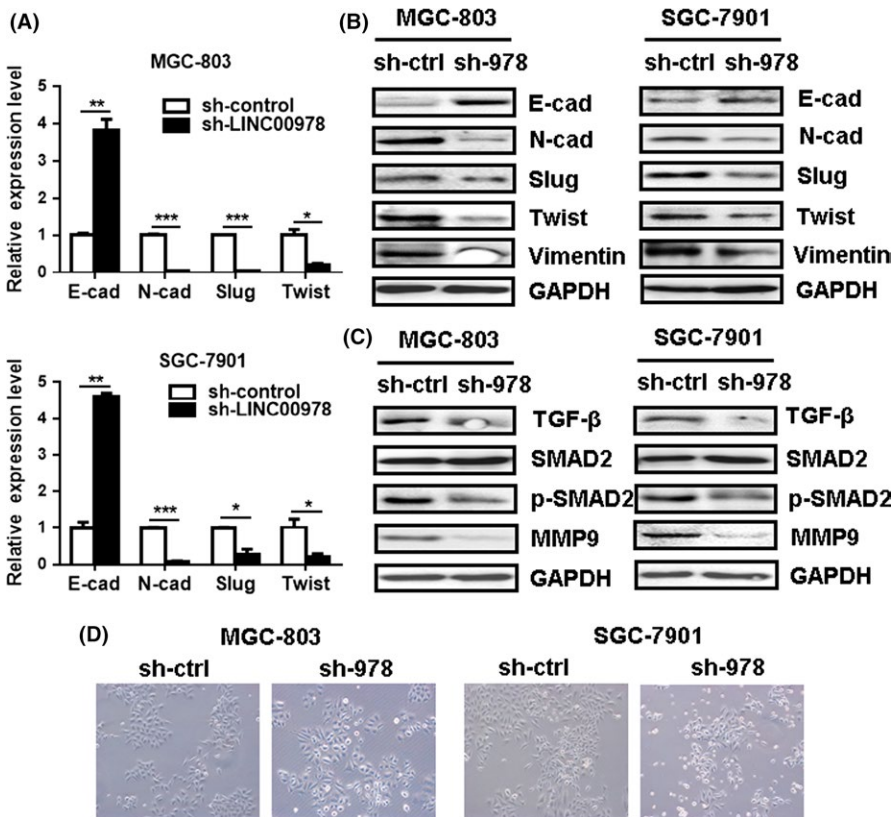 (A)
MGC-803
sh-control
sh-LINC00978
Relative expression level
5
4
3
2
1
0
**
***
***
*
E-cad N-cad Slug Twist
SGC-7901
sh-control
sh-LINC00978
Relative expression level
5
4
3
2
1
0
**
***
*
*
E-cad N-cad Slug Twist
(B)
MGC-803 SGC-7901
sh-ctrl sh-978 sh-ctrl sh-978
E-cad E-cad
N-cad N-cad
Slug Slug
Twist Twist
Vimentin Vimentin
GAPDH GAPDH
(C)
MGC-803 SGC-7901
sh-ctrl sh-978 sh-ctrl sh-978
TGF-β TGF-β
SMAD2 SMAD2
p-SMAD2 p-SMAD2
MMP9 MMP9
GAPDH GAPDH
(D)
MGC-803 SGC-7901
sh-ctrl sh-978 sh-ctrl sh-978